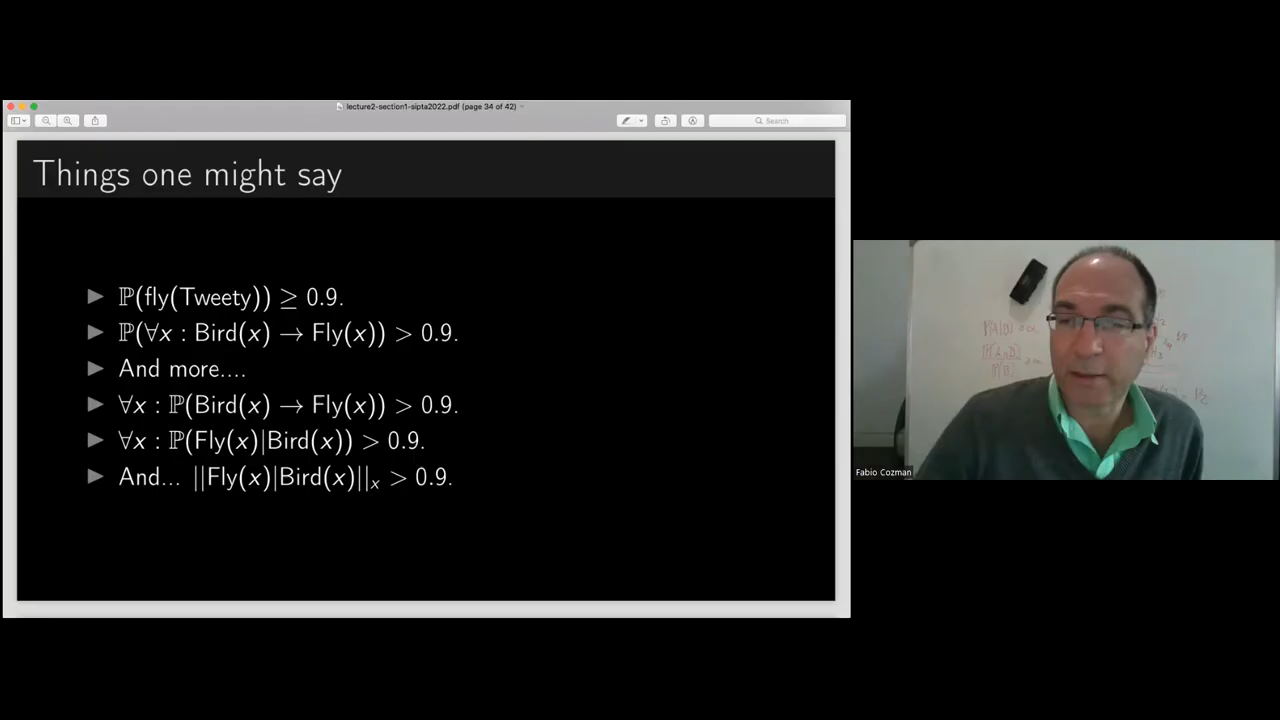 lecture2-section1-sipta2022.pdf (page 34 of 42)
Search
Things one might say
▶ ℙ(fly(Tweety)) ≥ 0.9.
▶ ℙ(∀x : Bird(x) → Fly(x)) > 0.9.
▶ And more....
▶ ∀x : ℙ(Bird(x) → Fly(x)) > 0.9.
▶ ∀x : ℙ(Fly(x)|Bird(x)) > 0.9.
▶ And... ||Fly(x)|Bird(x)||ₓ > 0.9.
Fabio Cozman